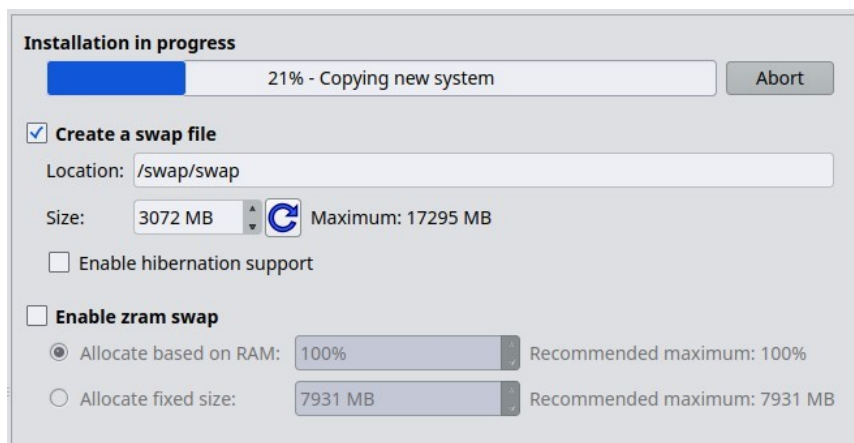 Installation in progress
21% - Copying new system Abort
Create a swap file
Location: /swap/swap
Size: 3072 MB Maximum: 17295 MB
Enable hibernation support
Enable zram swap
Allocate based on RAM: 100% Recommended maximum: 100%
Allocate fixed size: 7931 MB Recommended maximum: 7931 MB